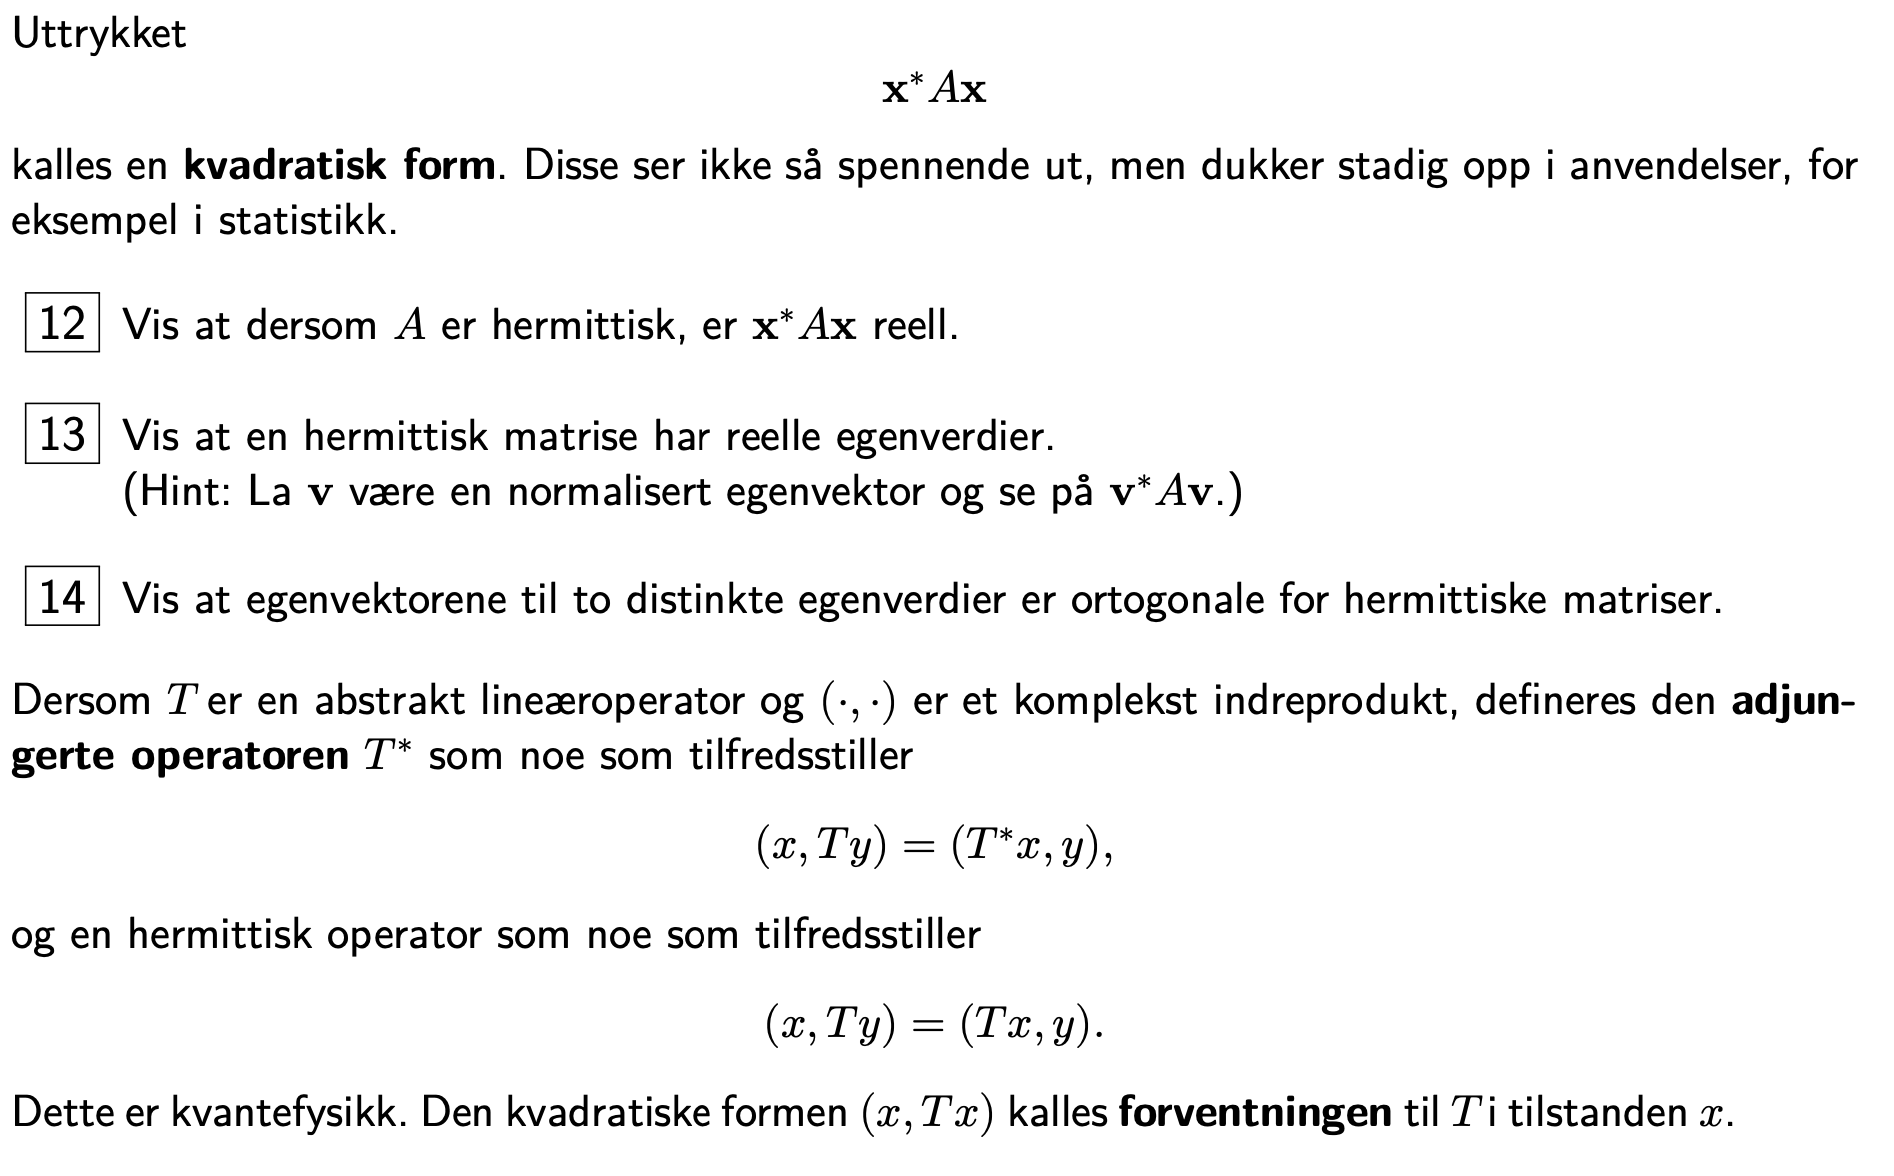 Uttrykket
x*Ax
kalles en kvadratisk form. Disse ser ikke så spennende ut, men dukker stadig opp i anvendelser, for
eksempel i statistikk.
12 Vis at dersom A er hermittisk, er x*Ax reell.
13 Vis at en hermittisk matrise har reelle egenverdier.
(Hint: La v være en normalisert egenvektor og se på v*Av.)
14 Vis at egenvektorene til to distinkte egenverdier er ortogonale for hermittiske matriser.
Dersom T er en abstrakt lineæroperator og (·, ·) er et komplekst indreprodukt, defineres den adjun-
gerte operatoren T* som noe som tilfredsstiller
(x, Ty) = (T*x, y),
og en hermittisk operator som noe som tilfredsstiller
(x, Ty) = (Tx, y).
Dette er kvantefysikk. Den kvadratiske formen (x, Tx) kalles forventningen til T i tilstanden x.